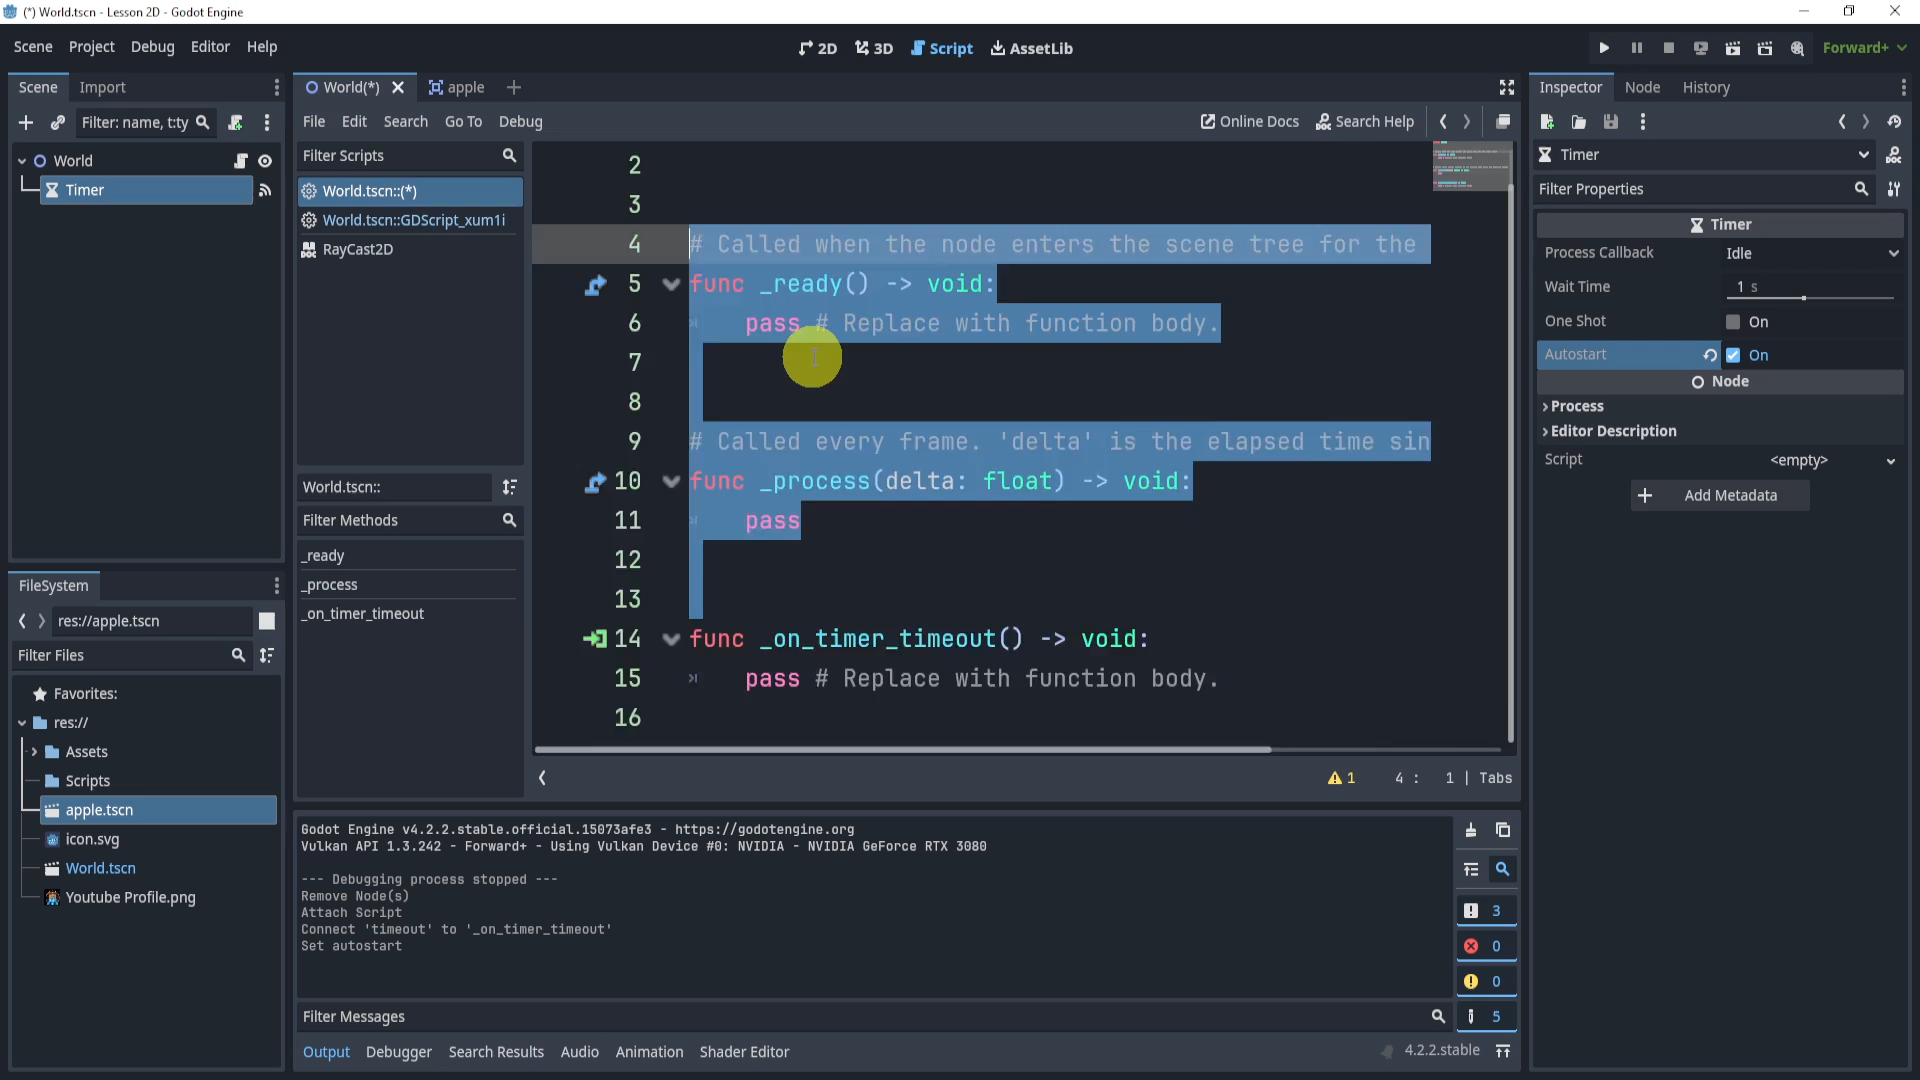 (*) World.tscn - Lesson 2D - Godot Engine
Scene Project Debug Editor Help
2D 3D Script AssetLib
Forward+
Scene Import
World(*) apple
Inspector Node History
Filter: name, t:ty
File Edit Search Go To Debug
Online Docs Search Help
World
Timer
Filter Scripts
World.tscn::(*)
World.tscn::GDScript_xum1i
RayCast2D
World.tscn::
Filter Methods
_ready
_process
_on_timer_timeout
2
3
4 # Called when the node enters the scene tree for the
5 func _ready() -> void:
6 pass # Replace with function body.
7
8
9 # Called every frame. 'delta' is the elapsed time sin
10 func _process(delta: float) -> void:
11 pass
12
13
14 func _on_timer_timeout() -> void:
15 pass # Replace with function body.
16
1 4 : 1 | Tabs
Timer
Filter Properties
Timer
Process Callback Idle
Wait Time 1 s
One Shot On
Autostart On
Node
Process
Editor Description
Script <empty>
Add Metadata
FileSystem
res://apple.tscn
Filter Files
Favorites:
res://
Assets
Scripts
apple.tscn
icon.svg
World.tscn
Youtube Profile.png
Godot Engine v4.2.2.stable.official.15073afe3 - https://godotengine.org
Vulkan API 1.3.242 - Forward+ - Using Vulkan Device #0: NVIDIA - NVIDIA GeForce RTX 3080
--- Debugging process stopped ---
Remove Node(s)
Attach Script
Connect 'timeout' to '_on_timer_timeout'
Set autostart
3
0
0
5
Filter Messages
Output Debugger Search Results Audio Animation Shader Editor
4.2.2.stable